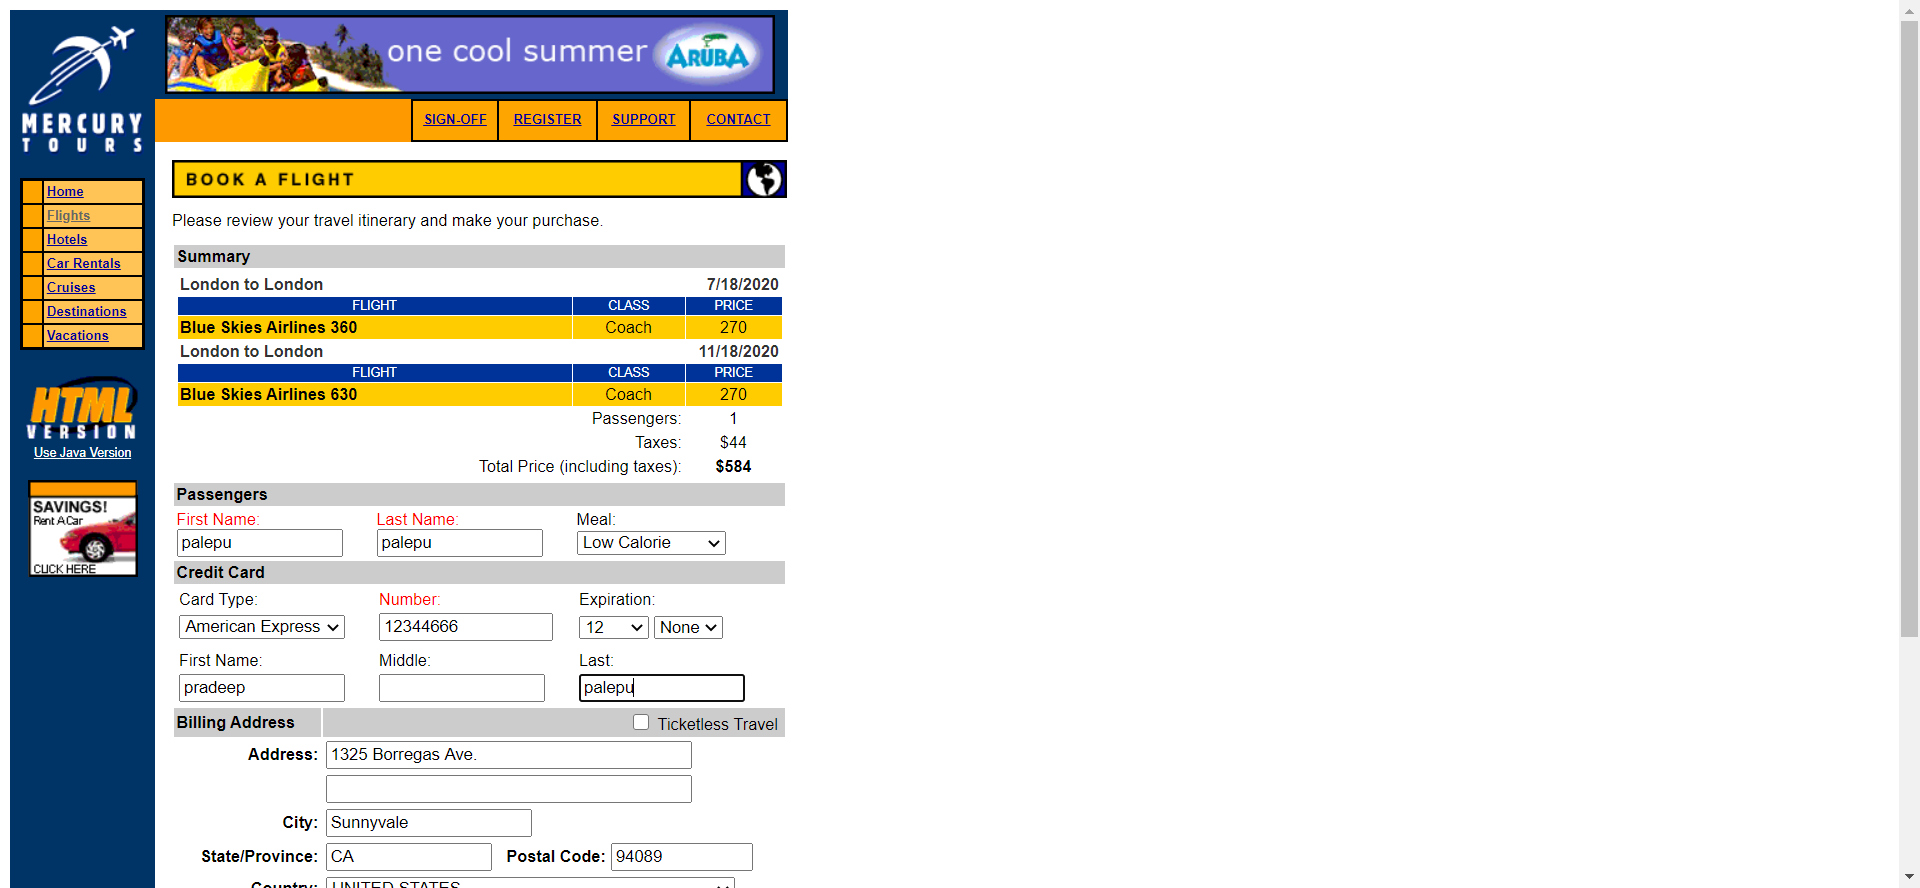 one cool summer ARUBA
MERCURY
TOURS
SIGN-OFF REGISTER SUPPORT CONTACT
BOOK A FLIGHT
Home
Flights
Hotels
Car Rentals
Cruises
Destinations
Vacations
HTML
VERSION
Use Java Version
SAVINGS!
Rent A Car
CLICK HERE
Please review your travel itinerary and make your purchase.
Summary
London to London 7/18/2020
FLIGHT CLASS PRICE
Blue Skies Airlines 360 Coach 270
London to London 11/18/2020
FLIGHT CLASS PRICE
Blue Skies Airlines 630 Coach 270
Passengers: 1
Taxes: $44
Total Price (including taxes): $584
Passengers
First Name: Last Name: Meal:
palepu palepu Low Calorie
Credit Card
Card Type: Number: Expiration:
American Express 12344666 12 None
First Name: Middle: Last:
pradeep palepu
Billing Address Ticketless Travel
Address: 1325 Borregas Ave.
City: Sunnyvale
State/Province: CA Postal Code: 94089
Country: UNITED STATES